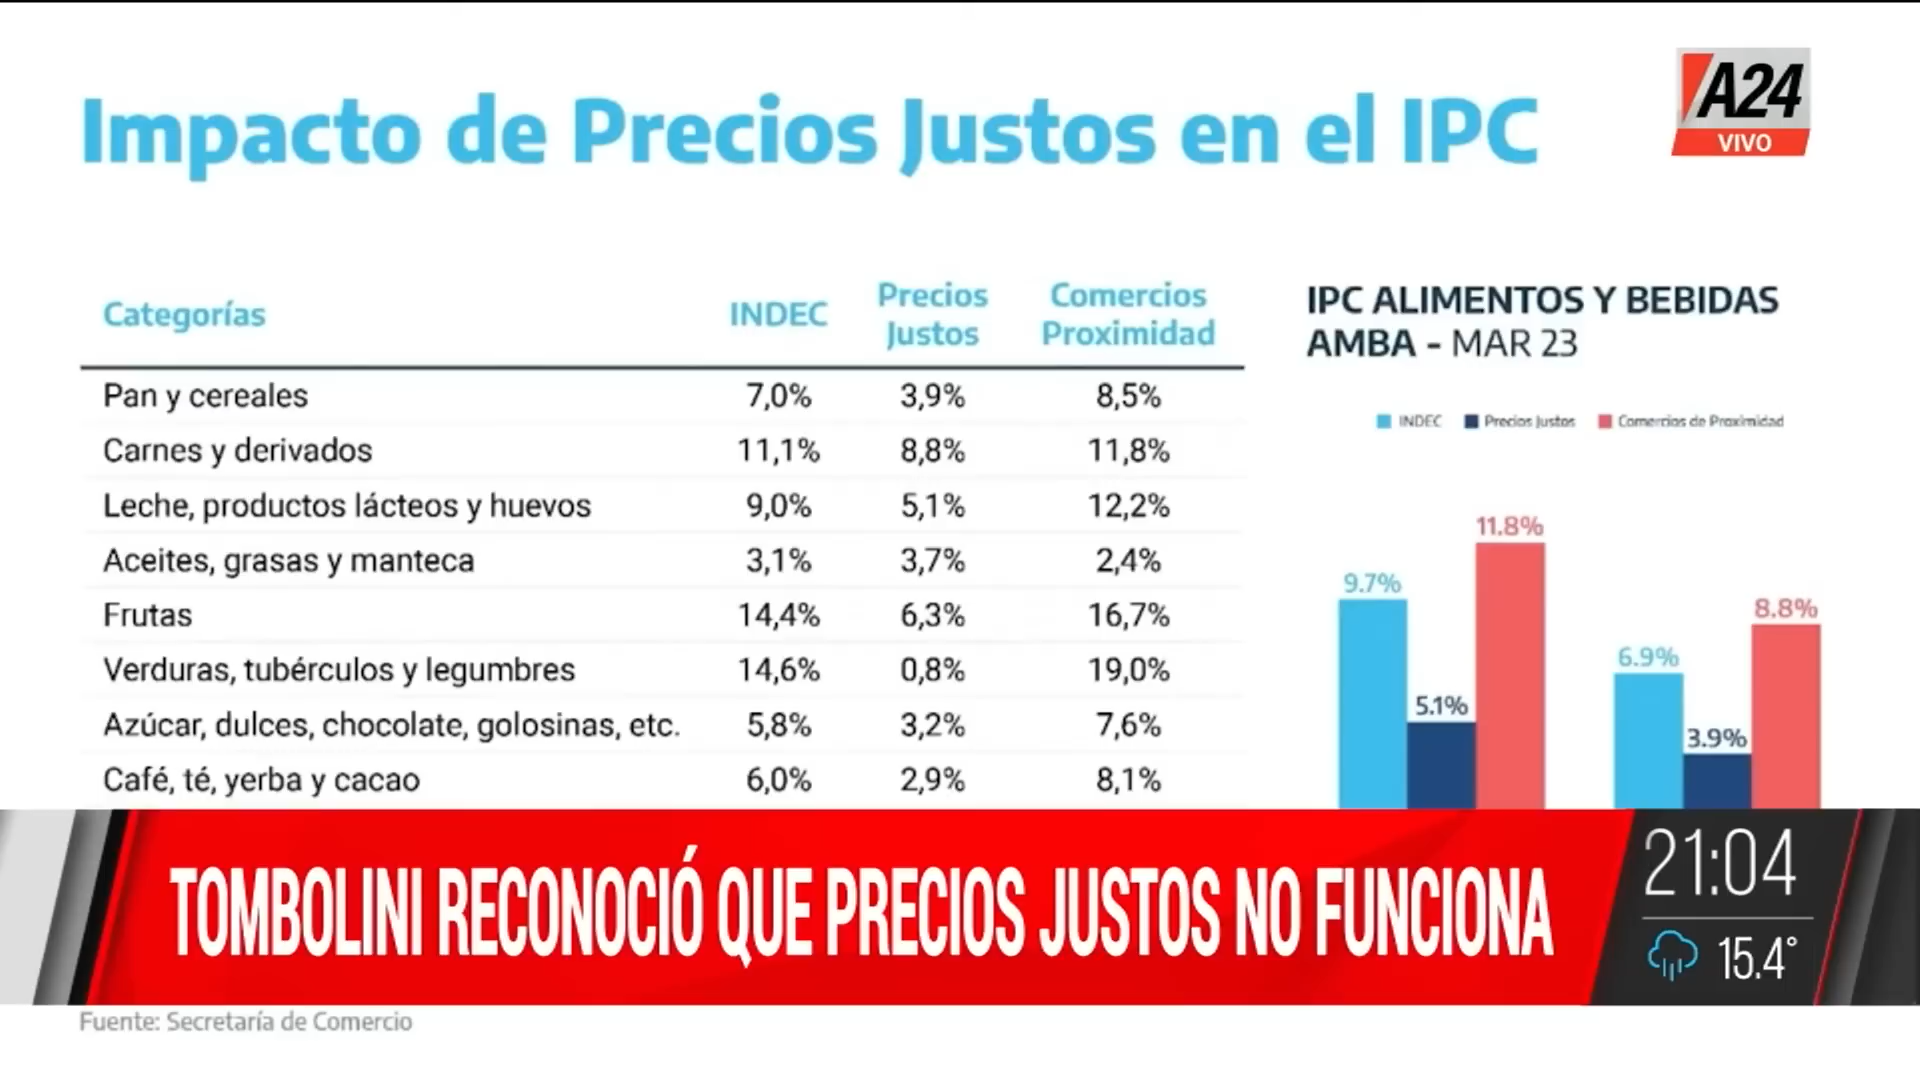 Impacto de Precios Justos en el IPC
A24
VIVO
Categorías INDEC Precios Justos Comercios Proximidad
Pan y cereales 7,0% 3,9% 8,5%
Carnes y derivados 11,1% 8,8% 11,8%
Leche, productos lácteos y huevos 9,0% 5,1% 12,2%
Aceites, grasas y manteca 3,1% 3,7% 2,4%
Frutas 14,4% 6,3% 16,7%
Verduras, tubérculos y legumbres 14,6% 0,8% 19,0%
Azúcar, dulces, chocolate, golosinas, etc. 5,8% 3,2% 7,6%
Café, té, yerba y cacao 6,0% 2,9% 8,1%
IPC ALIMENTOS Y BEBIDAS
AMBA - MAR 23
INDEC Precios Justos Comercios de Proximidad
9.7% 5.1% 11.8%
6.9% 3.9% 8.8%
TOMBOLINI RECONOCIÓ QUE PRECIOS JUSTOS NO FUNCIONA
21:04
15.4°
Fuente: Secretaría de Comercio